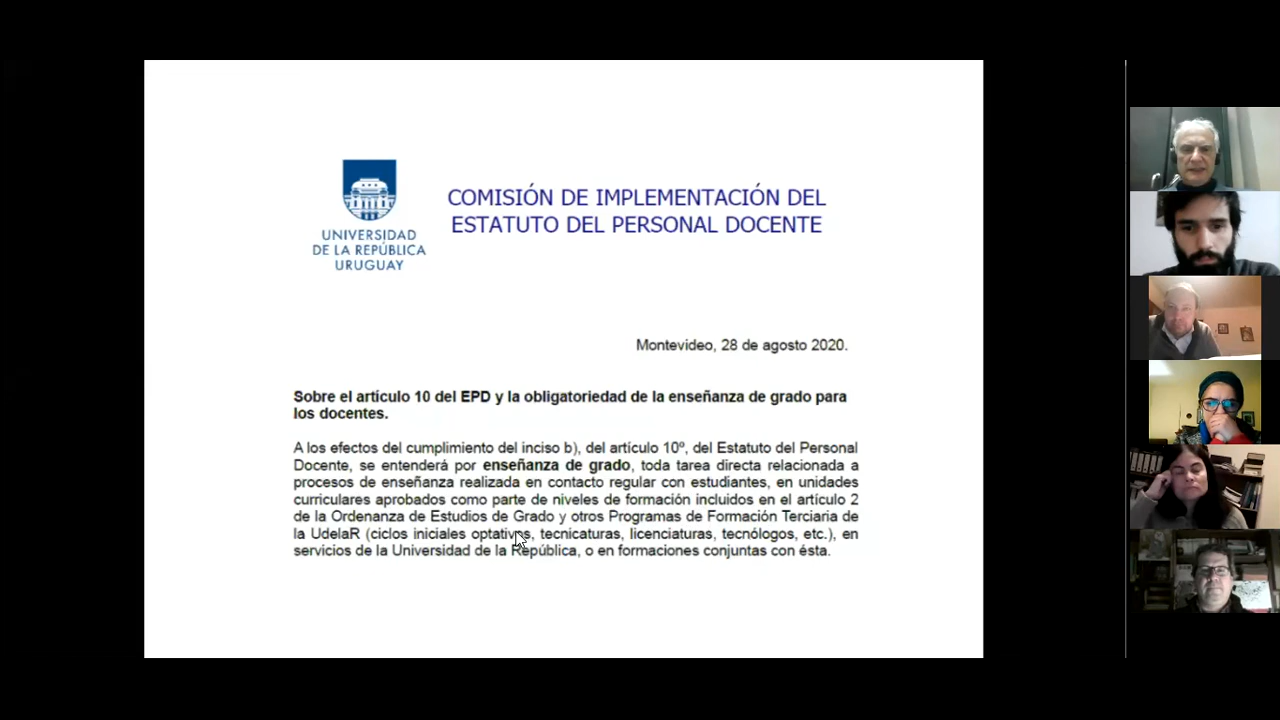 UNIVERSIDAD
DE LA REPÚBLICA
URUGUAY
COMISIÓN DE IMPLEMENTACIÓN DEL
ESTATUTO DEL PERSONAL DOCENTE
Montevideo, 28 de agosto 2020.
Sobre el artículo 10 del EPD y la obligatoriedad de la enseñanza de grado para
los docentes.
A los efectos del cumplimiento del inciso b), del artículo 10º, del Estatuto del Personal
Docente, se entenderá por enseñanza de grado, toda tarea directa relacionada a
procesos de enseñanza realizada en contacto regular con estudiantes, en unidades
curriculares aprobados como parte de niveles de formación incluidos en el artículo 2
de la Ordenanza de Estudios de Grado y otros Programas de Formación Terciaria de
la UdelaR (ciclos iniciales optativos, tecnicaturas, licenciaturas, tecnólogos, etc.), en
servicios de la Universidad de la República, o en formaciones conjuntas con ésta.